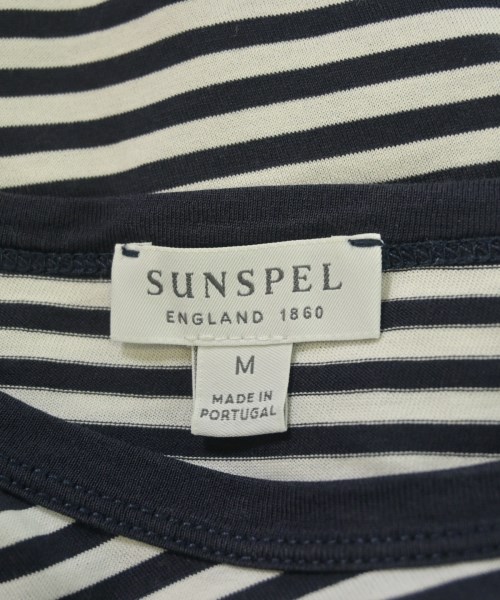 SUNSPEL
ENGLAND 1860
M
MADE IN
PORTUGAL